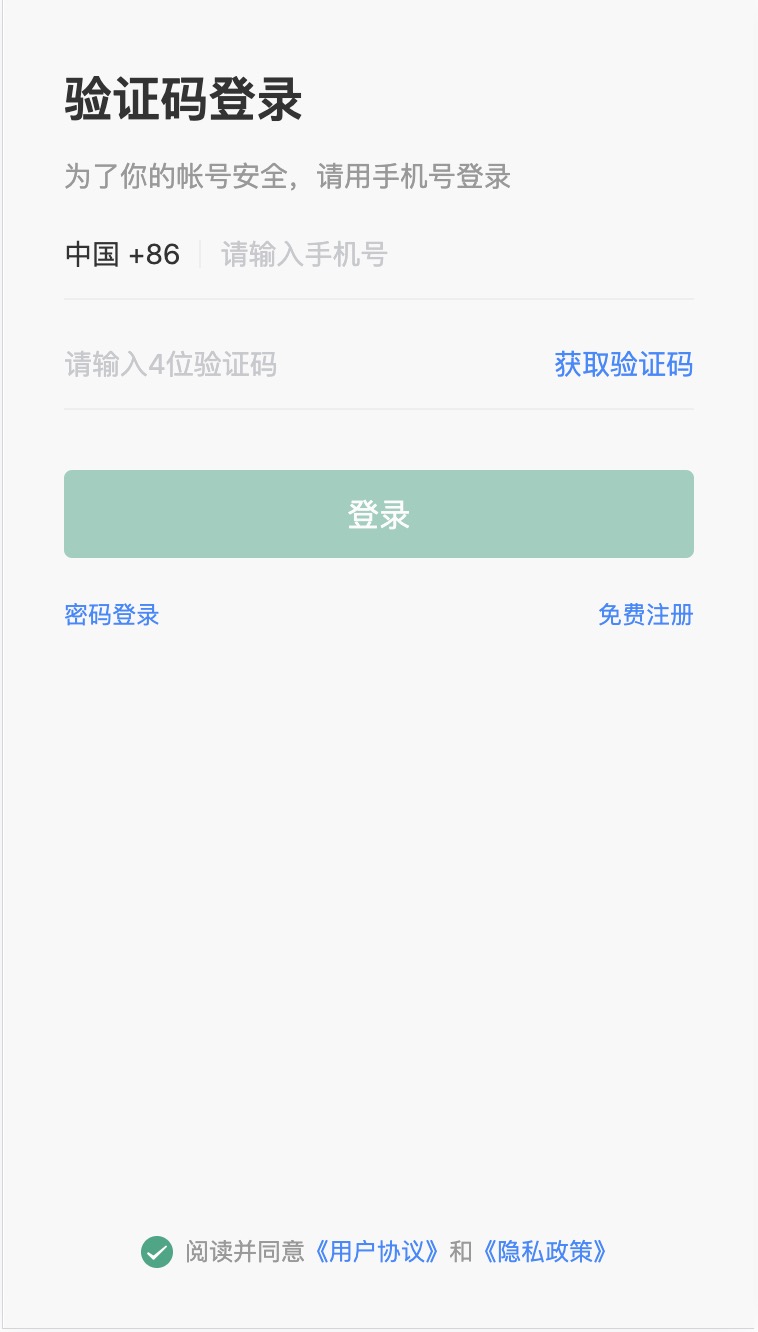 验证码登录
为了你的帐号安全，请用手机号登录
中国 +86 请输入手机号
请输入4位验证码 获取验证码
登录
密码登录 免费注册
阅读并同意《用户协议》和《隐私政策》